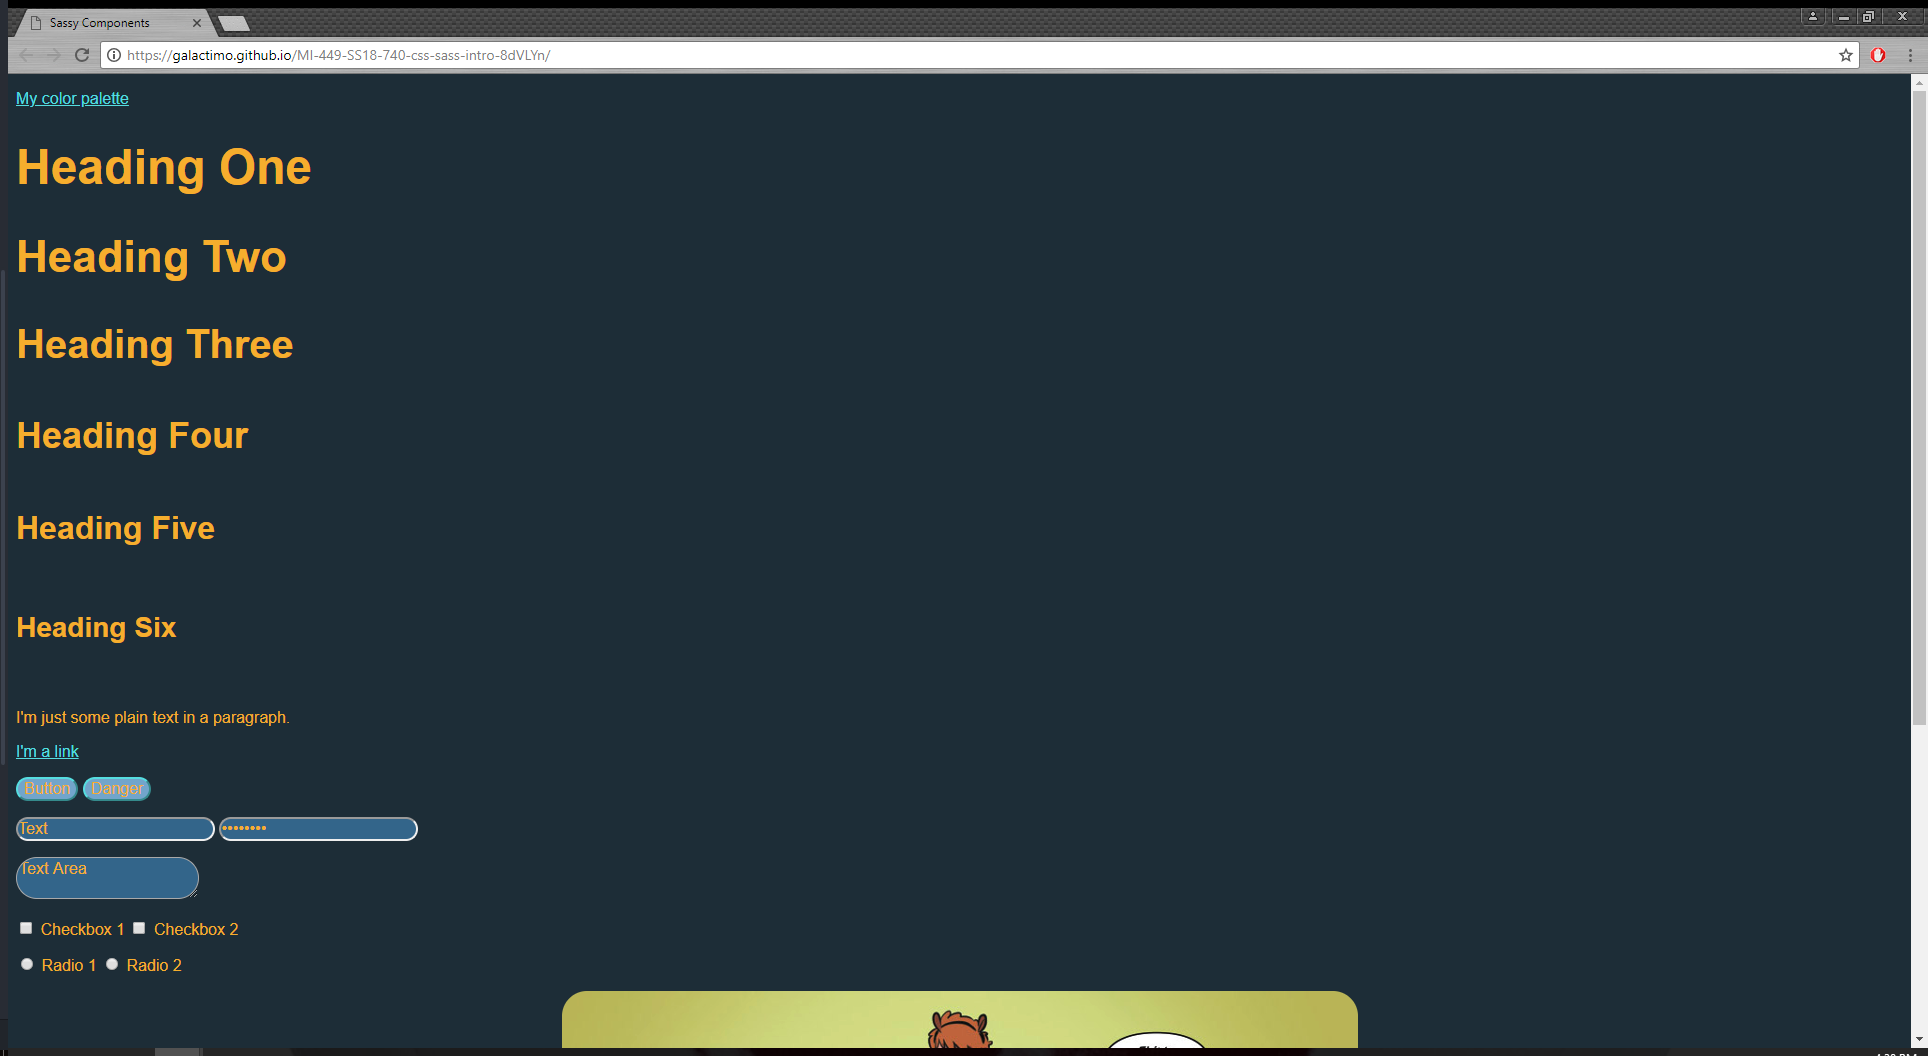 Sassy Components
https://galactimo.github.io/MI-449-SS18-740-css-sass-intro-8dVLYn/
My color palette
Heading One
Heading Two
Heading Three
Heading Four
Heading Five
Heading Six
I'm just some plain text in a paragraph.
I'm a link
Button Danger
Text ••••••••
Text Area
Checkbox 1 Checkbox 2
Radio 1 Radio 2